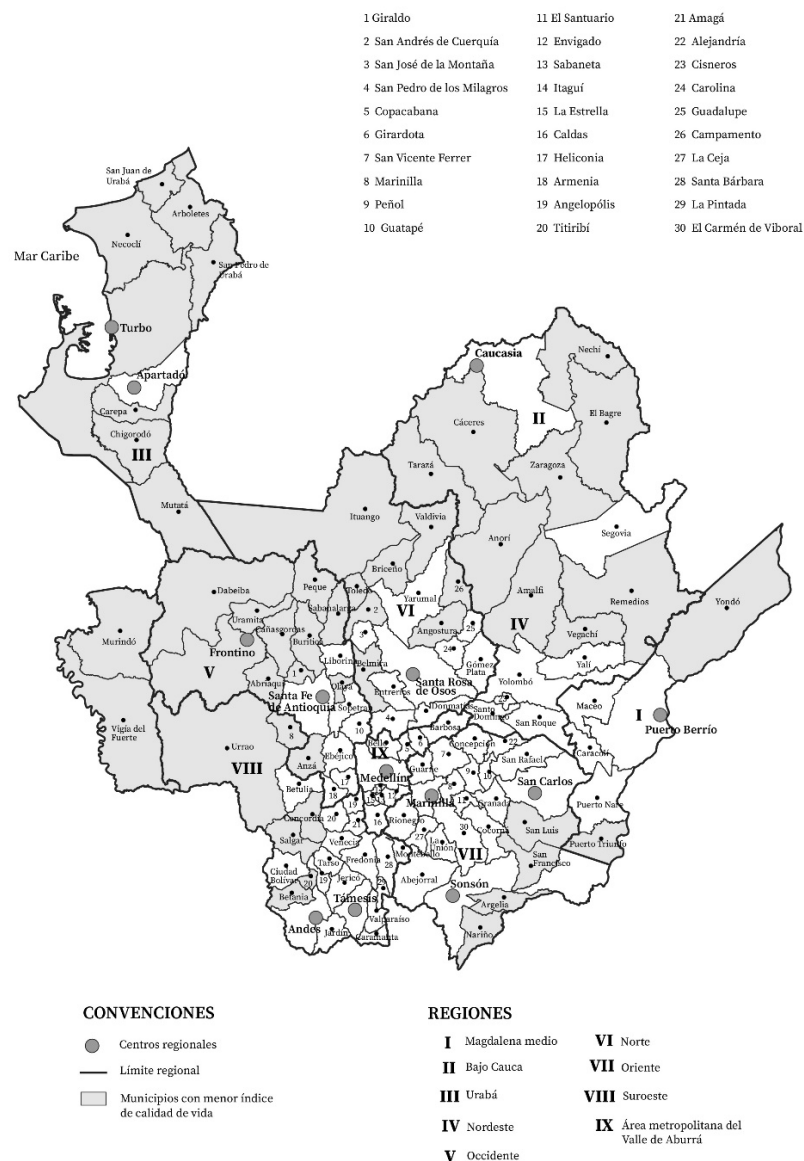 1 Giraldo
2 San Andrés de Cuerquía
3 San José de la Montaña
4 San Pedro de los Milagros
5 Copacabana
6 Girardota
7 San Vicente Ferrer
8 Marinilla
9 Peñol
10 Guatapé
11 El Santuario
12 Envigado
13 Sabaneta
14 Itaguí
15 La Estrella
16 Caldas
17 Heliconia
18 Armenia
19 Angelópólis
20 Titiribí
21 Amagá
22 Alejandría
23 Cisneros
24 Carolina
25 Guadalupe
26 Campamento
27 La Ceja
28 Santa Bárbara
29 La Pintada
30 El Carmén de Viboral
San Juan de
Urabá
Arboletes
Necoclí
Mar Caribe
San Pedro de
Urabá
Turbo
Apartadó
Carepa
Chigorodó
III
Mutatá
Caucasia
Nechí
II
El Bagre
Cáceres
Tarazá
Zaragoza
Ituango
Valdivia
Segovia
Anorí
Briceño
Dabeiba
Peque
Toledo
Yarumal
26
Amalfi
Remedios
Yondó
VI
IV
Sabanalarga
2
Uramita
Cañasgordas
Buriticá
3
Angostura
25
Vegachí
Murindó
Frontino
V
Liborina
Belmira
24
Gómez
Plata
Yalí
Abriaquí
1
Olaya
Santa Rosa
de Osos
Yolombó
Santa Fe
de Antioquia
Entrerríos
Sopetrán
Donmatías
Santo
Domingo
Maceo
I
Puerto Berrío
Vigía del
Fuerte
8
10
4
Barbosa
San Roque
Urrao
VIII
Bello
IX
5
6
Concepción
22
Caracolí
Anzá
Ebéjico
7
San Rafael
Medellín
Guarne
9
10
Betulia
17
18
San Carlos
Puerto Nare
19
Marinilla
8
Granada
Concordia
20
21
16
Rionegro
30
Cocorná
San Luis
Salgar
Venecia
27
La
Unión
VII
Puerto Triunfo
Tarso
Fredonia
28
Montebello
San
Francisco
Ciudad
Bolívar
20
19
Jericó
Abejorral
Betania
29
Sonsón
Támesis
Argelia
Andes
Valparaíso
Jardín
Caramanta
Nariño
CONVENCIONES
Centros regionales
Límite regional
Municipios con menor índice
de calidad de vida
REGIONES
I Magdalena medio
II Bajo Cauca
III Urabá
IV Nordeste
V Occidente
VI Norte
VII Oriente
VIII Suroeste
IX Área metropolitana del
Valle de Aburrá